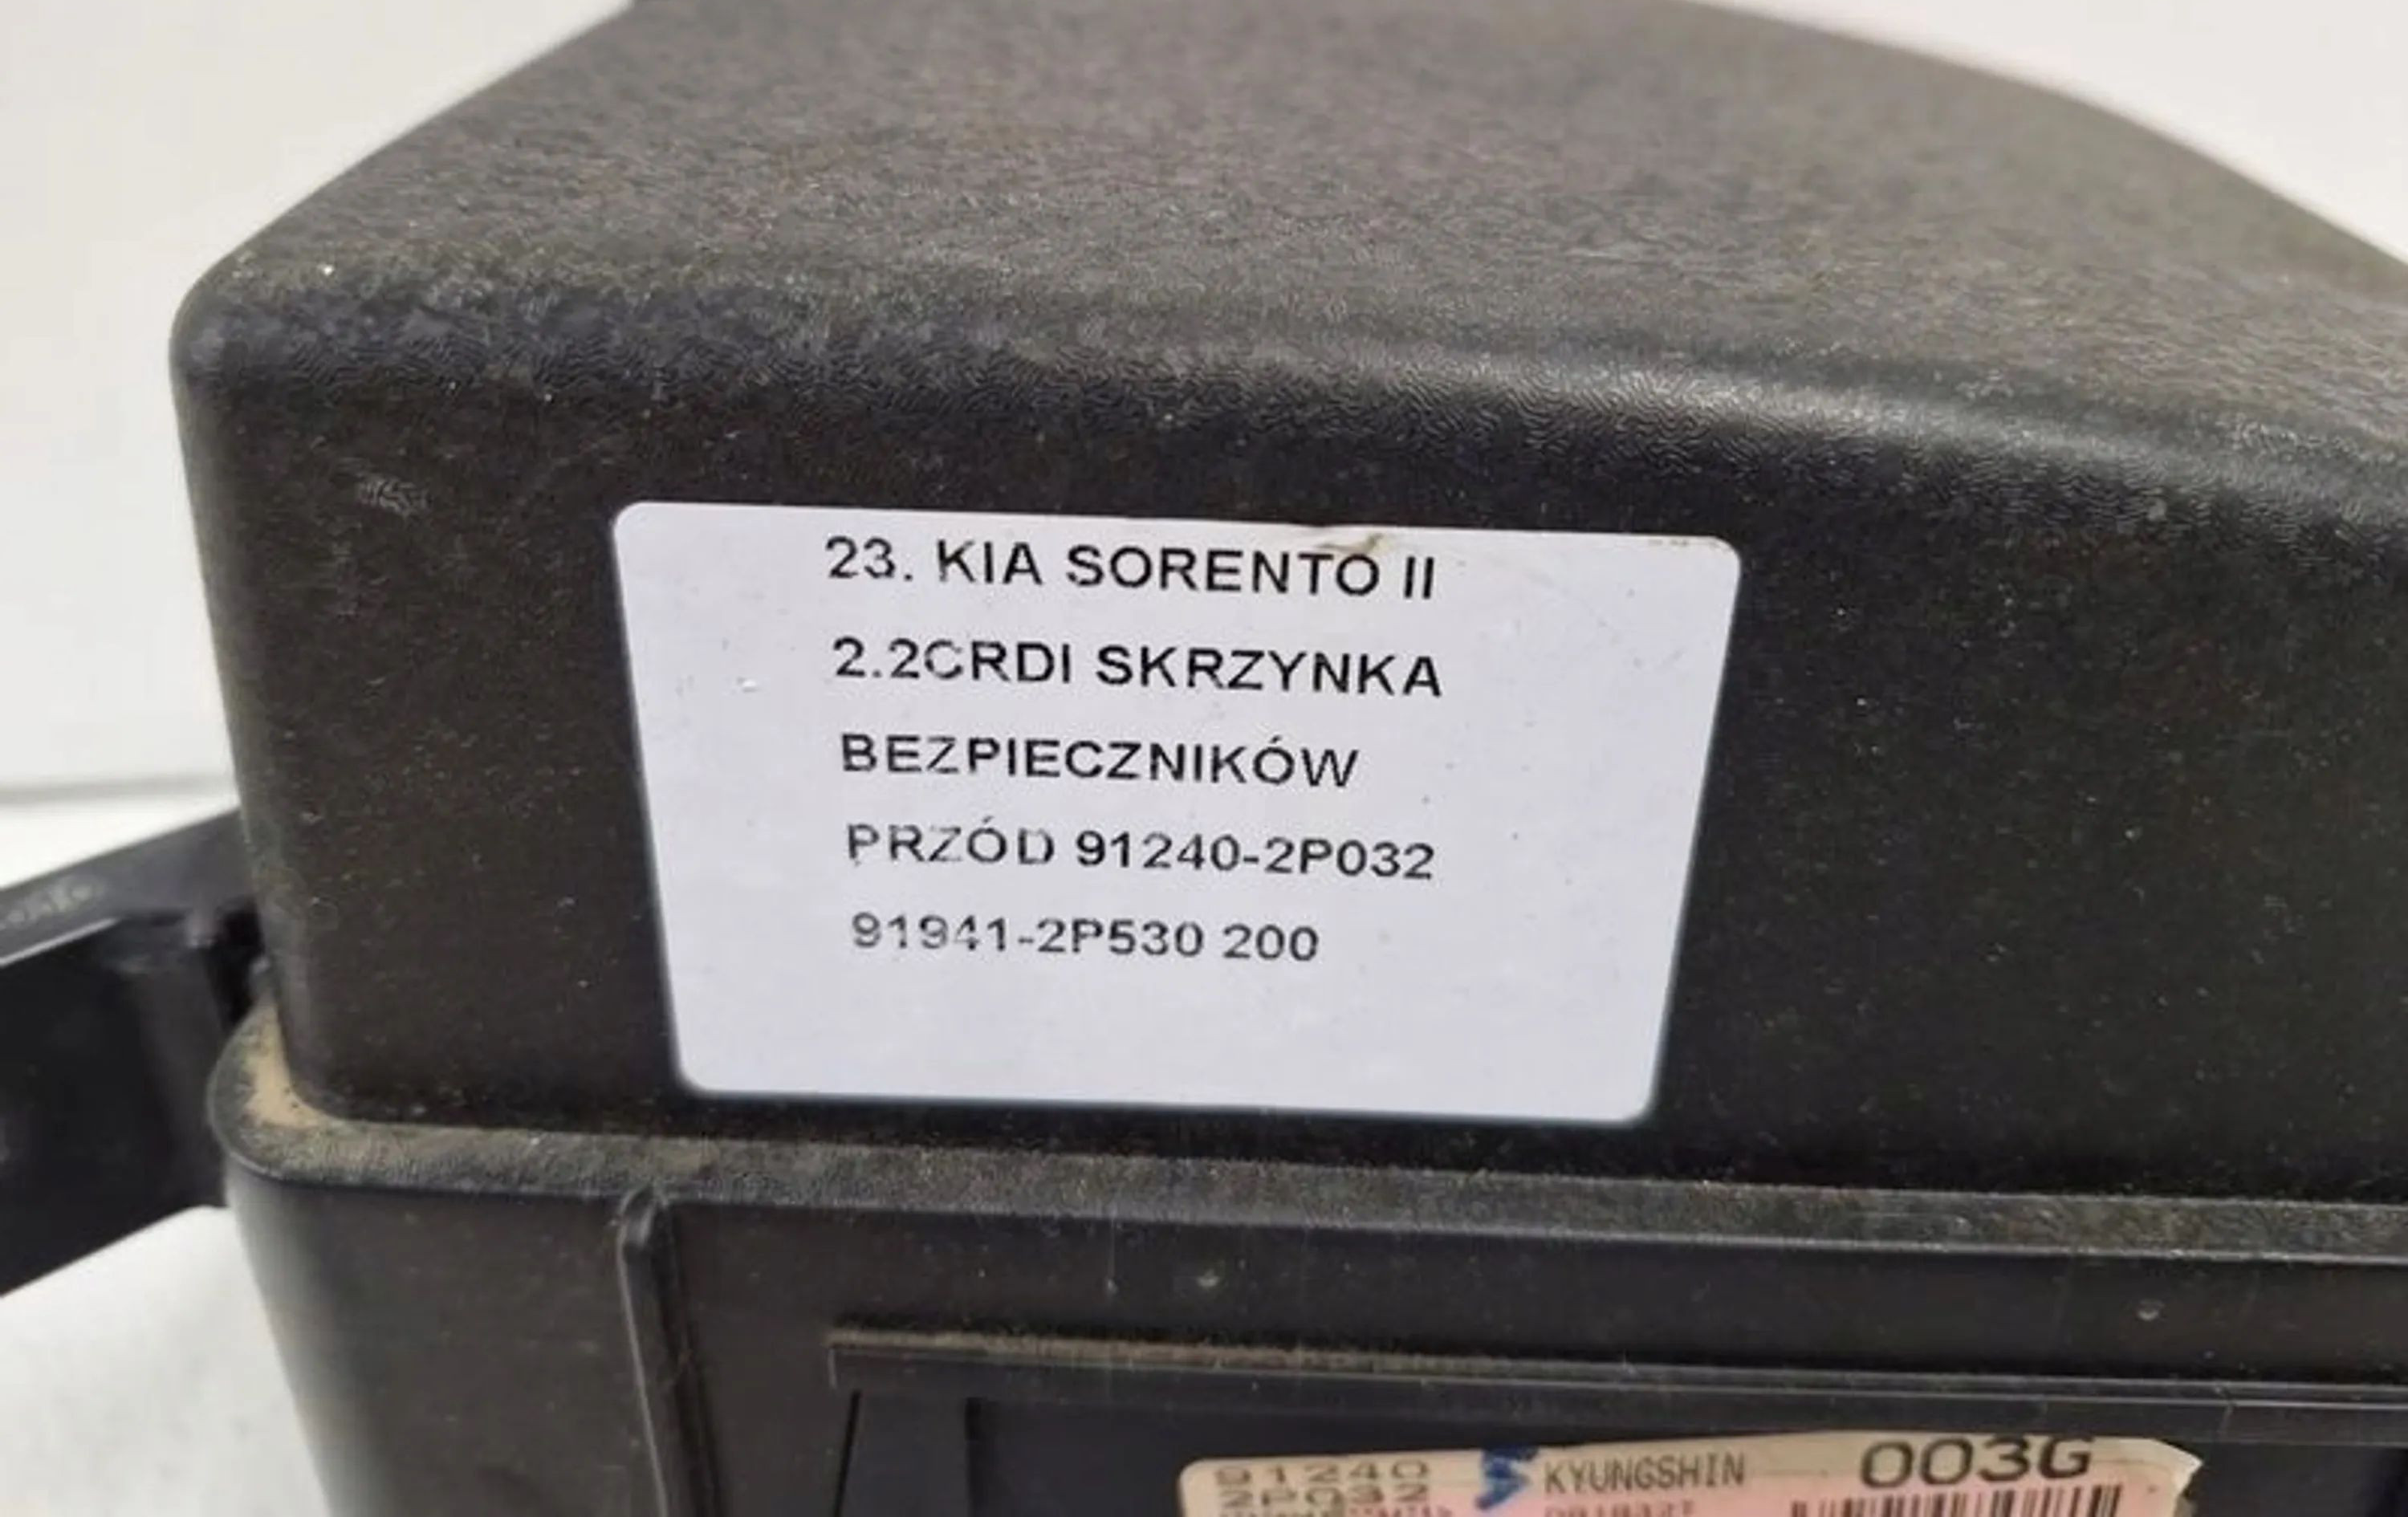 23. KIA SORENTO II
2.2CRDI SKRZYNKA
BEZPIECZNIKÓW
PRZÓD 91240-2P032
91941-2P530 200
91240 KYUNGSHIN 003G
2P032